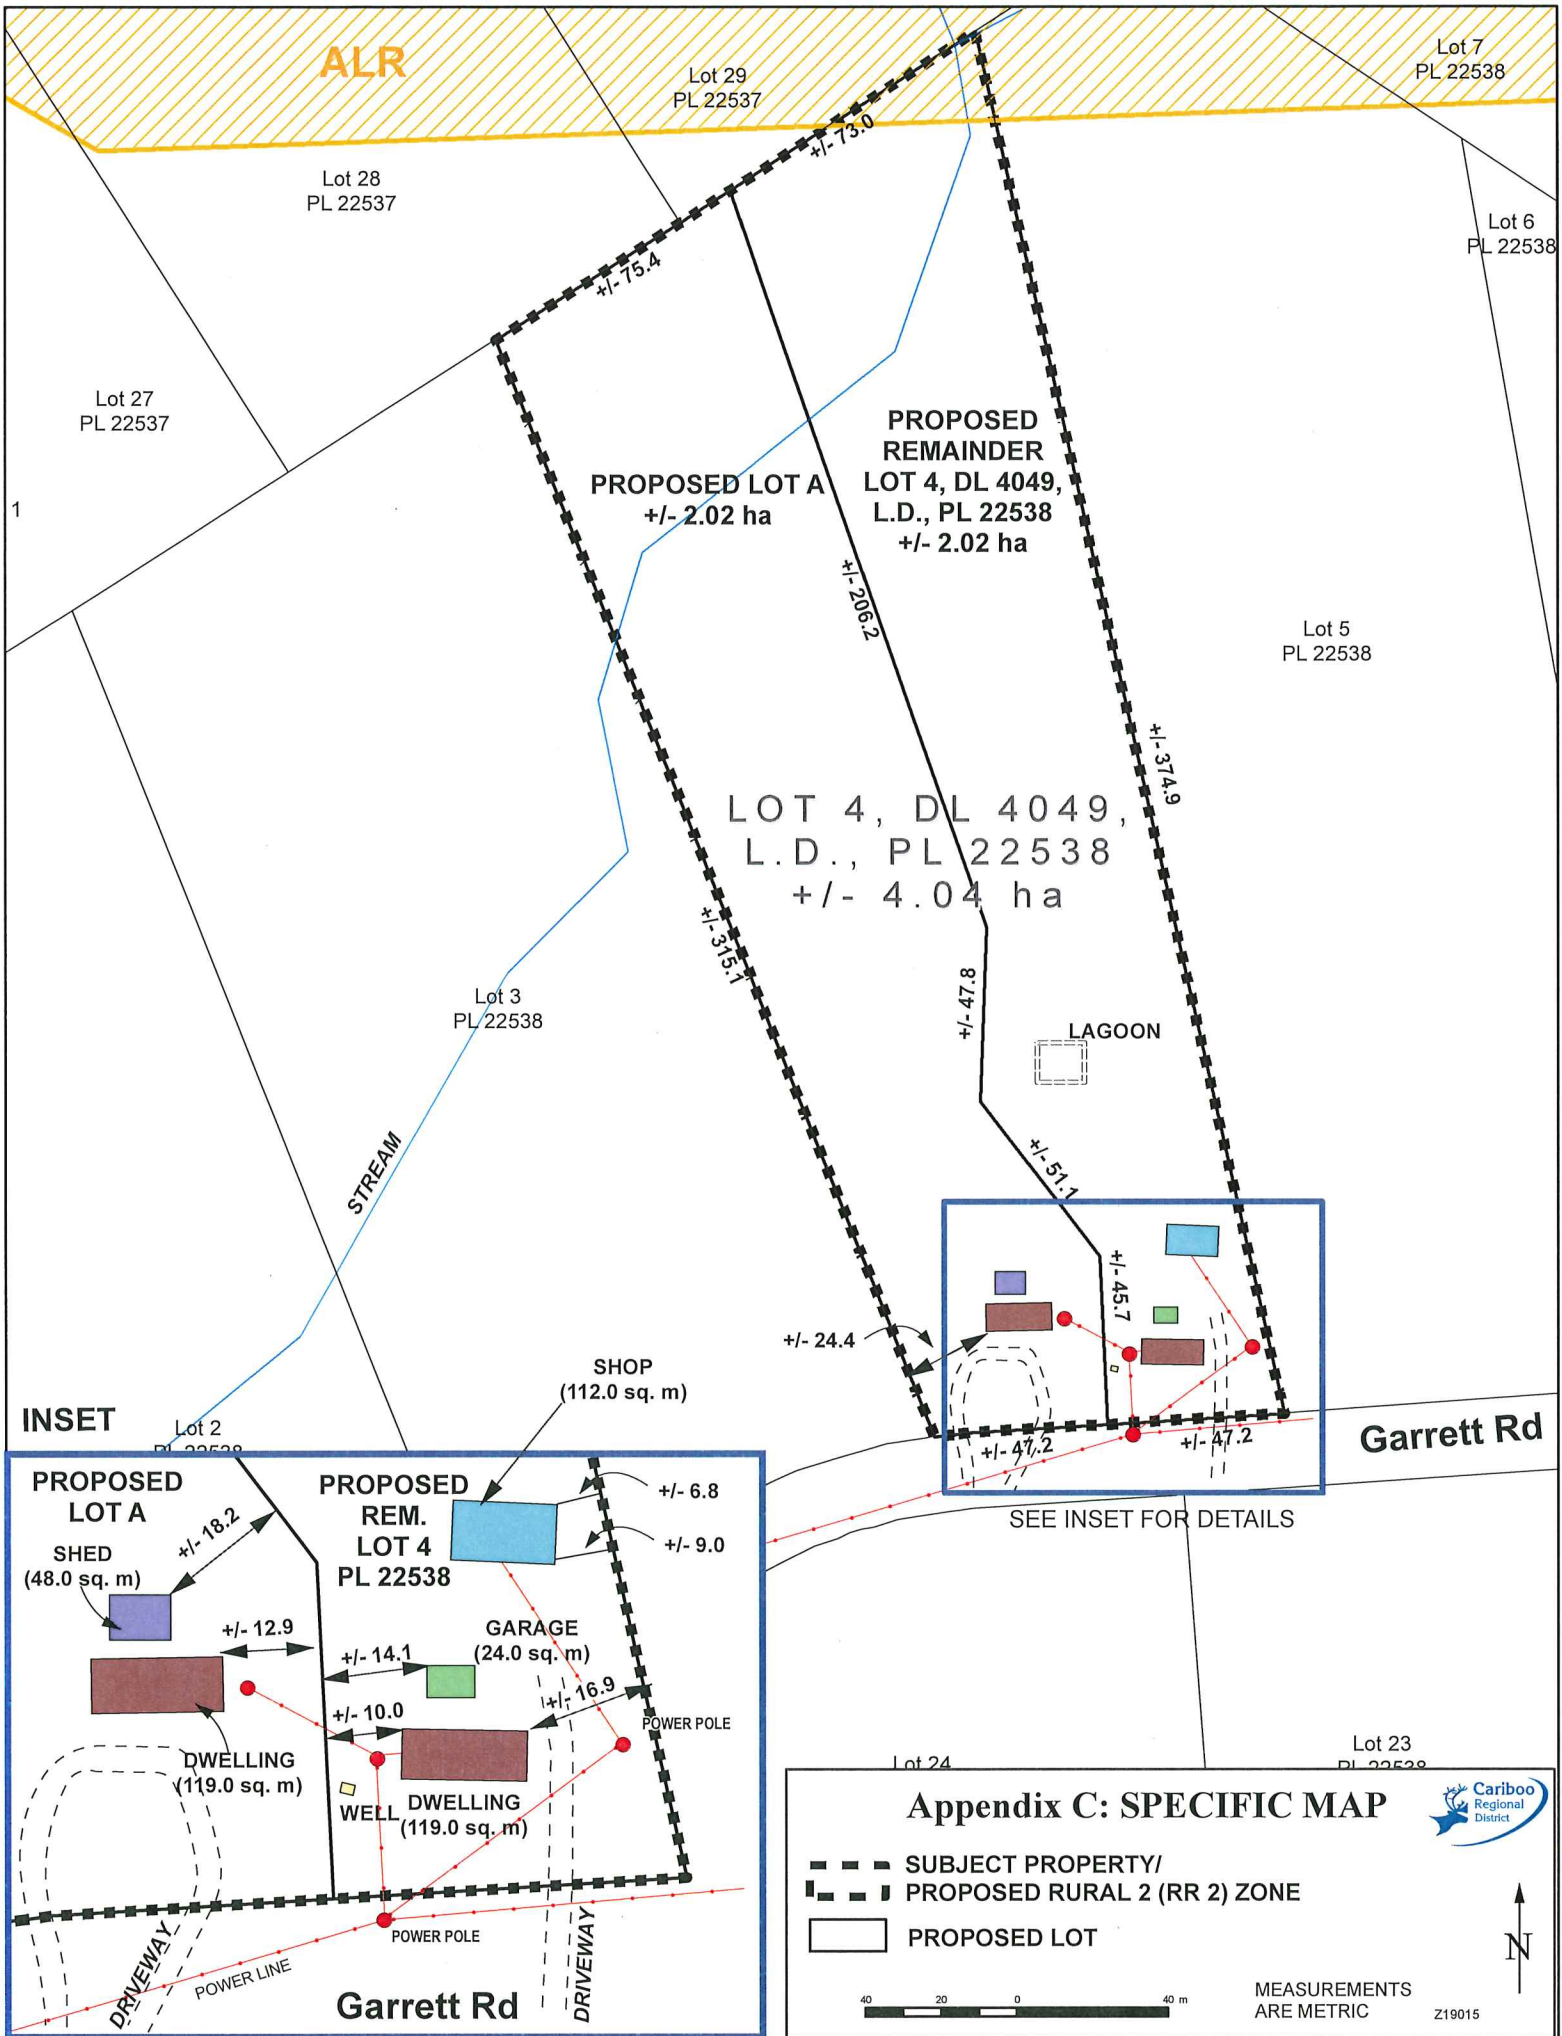 ALR
Lot 29
PL 22537
Lot 7
PL 22538
+/- 73.0
Lot 28
PL 22537
Lot 6
PL 22538
+/- 75.4
Lot 27
PL 22537
PROPOSED
REMAINDER
LOT 4, DL 4049,
L.D., PL 22538
+/- 2.02 ha
PROPOSED LOT A
+/- 2.02 ha
1
+/- 206.2
Lot 5
PL 22538
+/- 374.9
LOT 4, DL 4049,
L.D., PL 22538
+/- 4.04 ha
+/- 315.1
Lot 3
PL 22538
+/- 47.8
LAGOON
STREAM
+/- 51.1
+/- 45.7
+/- 24.4
SHOP
(112.0 sq. m)
INSET
Lot 2
PL 22538
+/- 47.2
+/- 47.2
Garrett Rd
SEE INSET FOR DETAILS
PROPOSED
LOT A
PROPOSED
REM.
LOT 4
PL 22538
+/- 6.8
+/- 9.0
+/- 18.2
SHED
(48.0 sq. m)
+/- 12.9
+/- 14.1
GARAGE
(24.0 sq. m)
+/- 16.9
+/- 10.0
POWER POLE
DWELLING
(119.0 sq. m)
WELL
DWELLING
(119.0 sq. m)
POWER POLE
DRIVEWAY
POWER LINE
DRIVEWAY
Garrett Rd
Lot 24
Lot 23
PL 22538
Appendix C: SPECIFIC MAP
Cariboo
Regional
District
SUBJECT PROPERTY/
PROPOSED RURAL 2 (RR 2) ZONE
PROPOSED LOT
N
40 20 0 40 m
MEASUREMENTS
ARE METRIC
Z19015